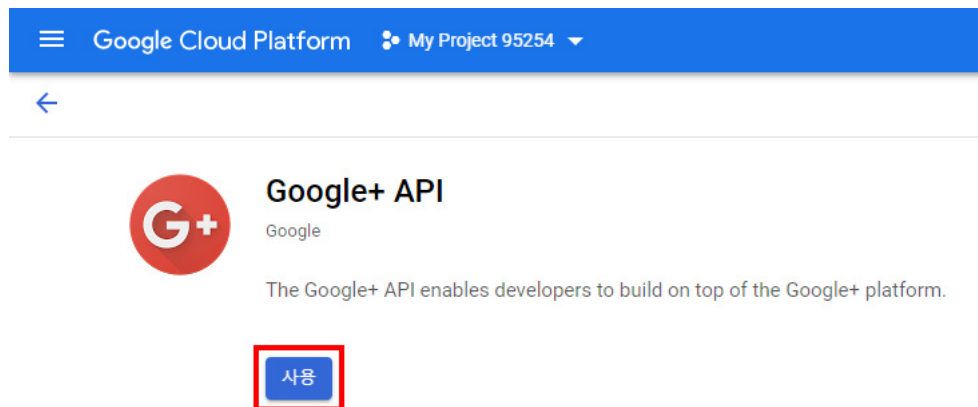 Google Cloud Platform My Project 95254
Google+ API
G+
Google
The Google+ API enables developers to build on top of the Google+ platform.
사용